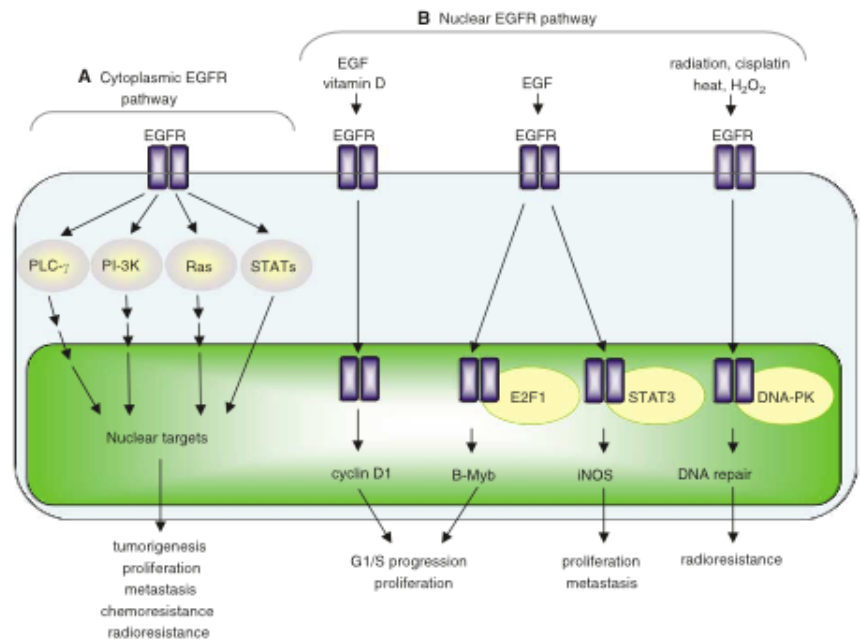 A Cytoplasmic EGFR
pathway
EGFR
PLC-γ
PI-3K
Ras
STATs
Nuclear targets
tumorigenesis
proliferation
metastasis
chemoresistance
radioresistance
B Nuclear EGFR pathway
EGF
vitamin D
EGFR
cyclin D1
EGF
EGFR
E2F1
B-Myb
G1/S progression
proliferation
STAT3
iNOS
proliferation
metastasis
radiation, cisplatin
heat, H₂O₂
EGFR
DNA-PK
DNA repair
radioresistance